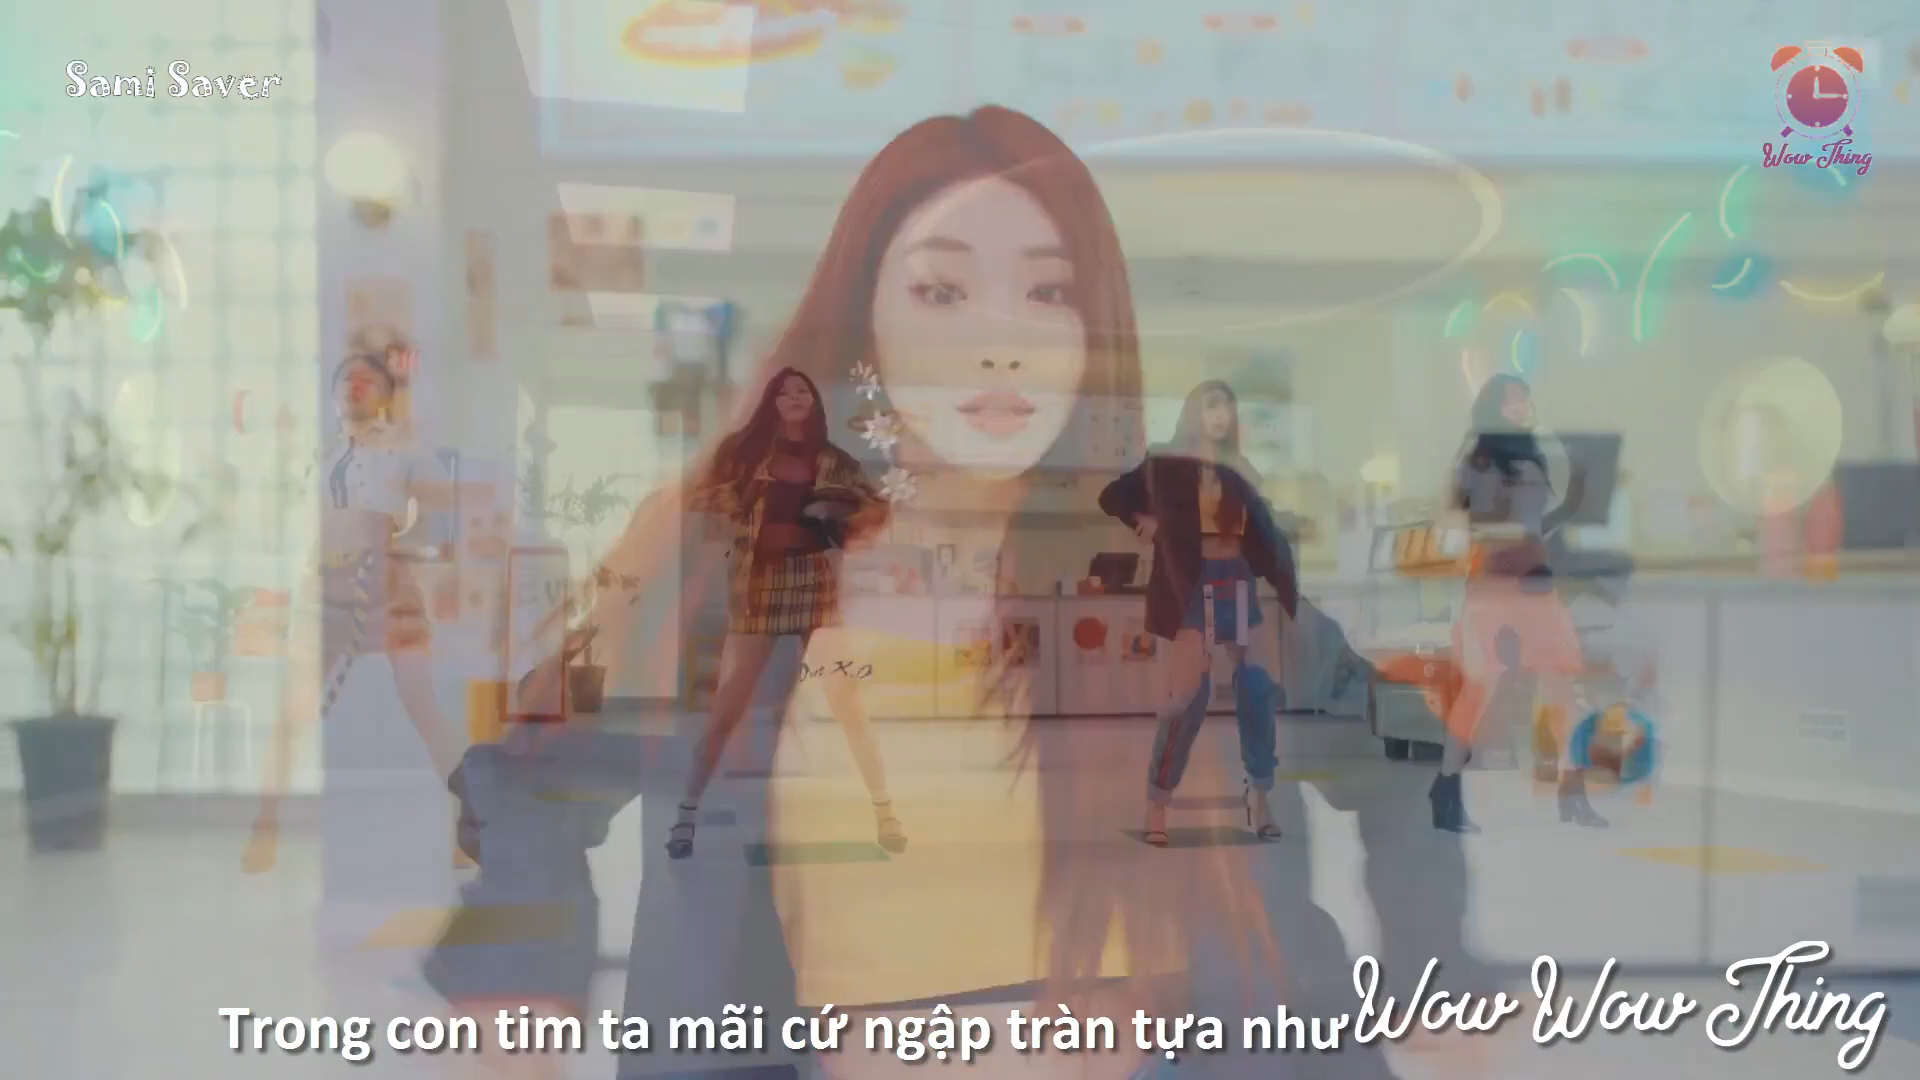 Sami Saver
Wow Thing
Trong con tim ta mãi cứ ngập tràn tựa như Wow Wow Thing